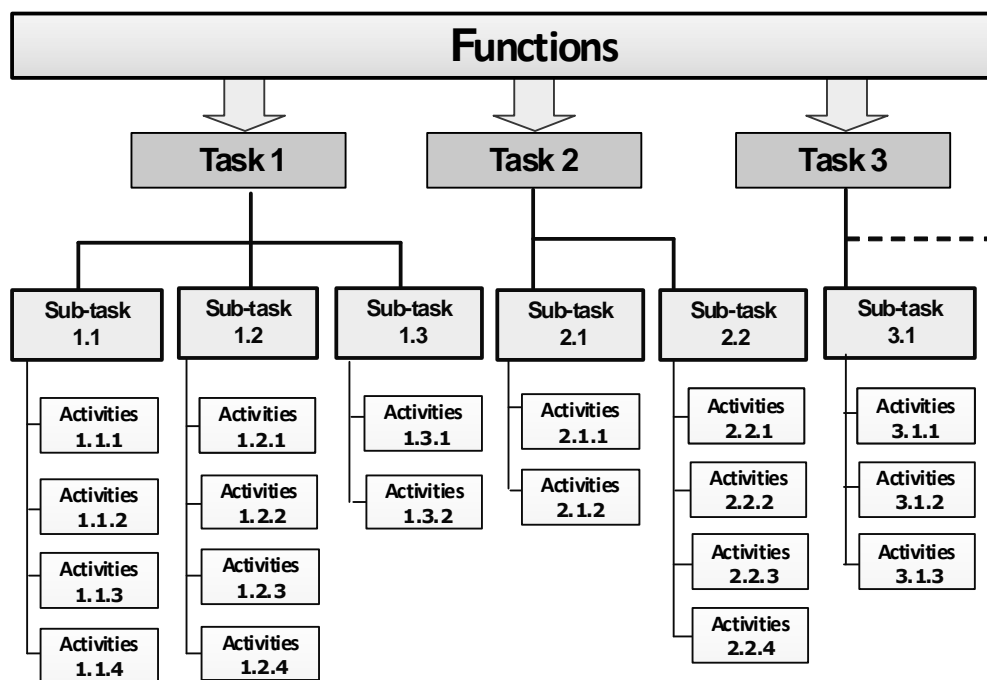 Functions
Task 1
Task 2
Task 3
Sub-task
1.1
Sub-task
1.2
Sub-task
1.3
Sub-task
2.1
Sub-task
2.2
Sub-task
3.1
Activities
1.1.1
Activities
1.1.2
Activities
1.1.3
Activities
1.1.4
Activities
1.2.1
Activities
1.2.2
Activities
1.2.3
Activities
1.2.4
Activities
1.3.1
Activities
1.3.2
Activities
2.1.1
Activities
2.1.2
Activities
2.2.1
Activities
2.2.2
Activities
2.2.3
Activities
2.2.4
Activities
3.1.1
Activities
3.1.2
Activities
3.1.3